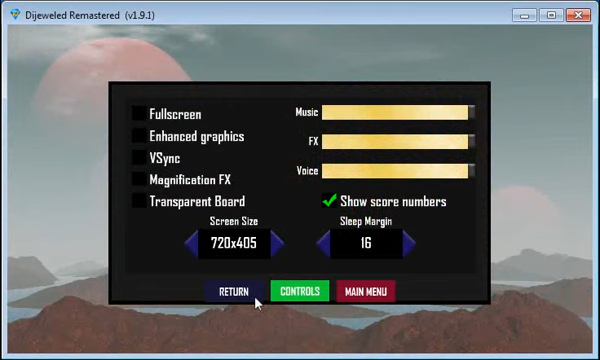 Dijeweled Remastered (v1.9.1)
Fullscreen
Enhanced graphics
VSync
Magnification FX
Transparent Board
Music
FX
Voice
Show score numbers
Screen Size
720x405
Sleep Margin
16
RETURN
CONTROLS
MAIN MENU